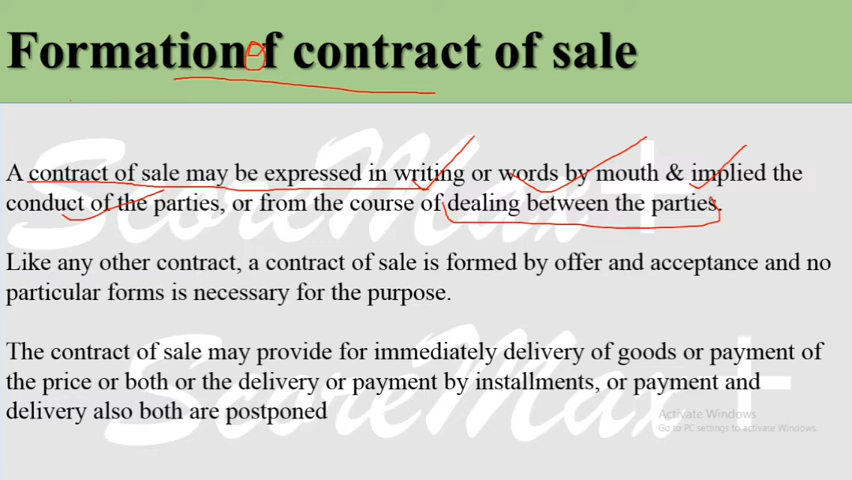 Formation of contract of sale
A contract of sale may be expressed in writing or words by mouth & implied the
conduct of the parties, or from the course of dealing between the parties.
Like any other contract, a contract of sale is formed by offer and acceptance and no
particular forms is necessary for the purpose.
The contract of sale may provide for immediately delivery of goods or payment of
the price or both or the delivery or payment by installments, or payment and
delivery also both are postponed
ScoreMax+
ScoreMax+
Activate Windows
Go to PC settings to activate Windows.